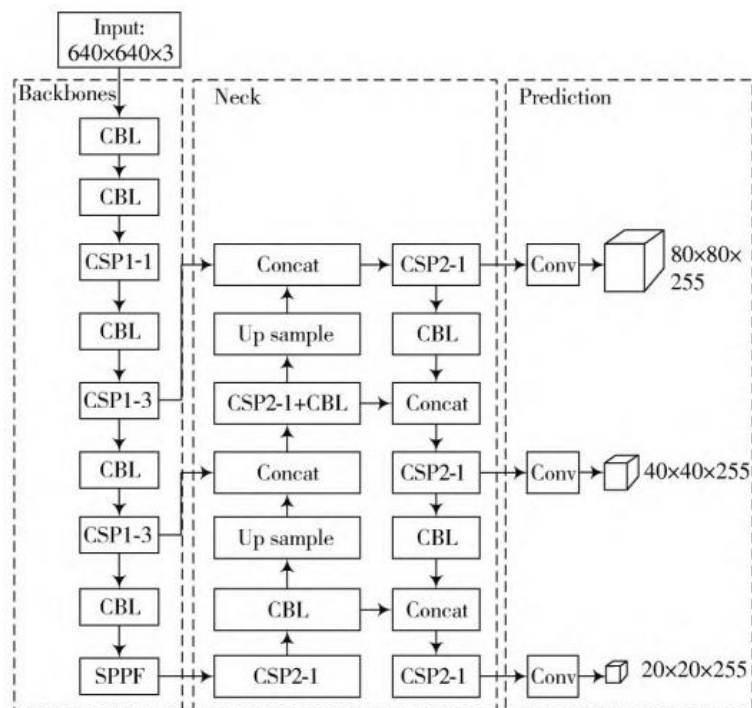 Input:
640×640×3
Backbones
CBL
CBL
CSP1-1
CBL
CSP1-3
CBL
CSP1-3
CBL
SPPF
Neck
Concat
Up sample
CSP2-1+CBL
Concat
Up sample
CBL
CSP2-1
CSP2-1
CBL
Concat
CSP2-1
CBL
Concat
CSP2-1
Prediction
Conv
80×80×
255
Conv
40×40×255
Conv
20×20×255